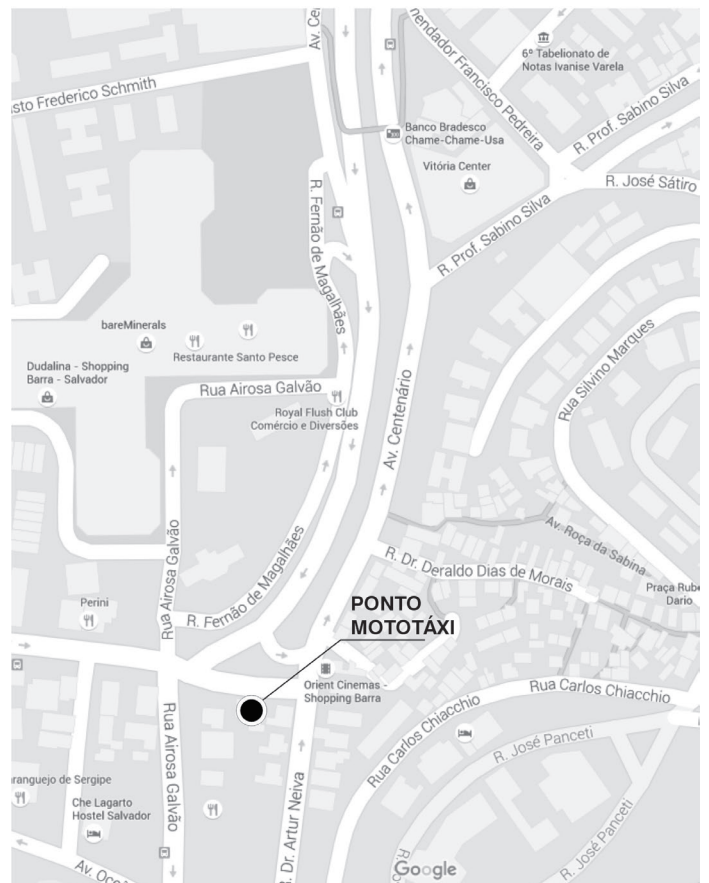 Av. Cen
nendador Francisco Pedreira
6º Tabelionato de
Notas Ivanise Varela
sto Frederico Schmith
R. Prof. Sabino Silva
Banco Bradesco
Chame-Chame-Usa
Vitória Center
R. José Sátiro
R. Fernão de Magalhães
R. Prof. Sabino Silva
bareMinerals
Restaurante Santo Pesce
Dudalina - Shopping
Barra - Salvador
Rua Airosa Galvão
Royal Flush Club
Comércio e Diversões
Rua Silvino Marques
Av. Centenário
Av. Roça da Sabina
R. Dr. Deraldo Dias de Morais
Rua Airosa Galvão
R. Fernão de Magalhães
Praça Rube
Dario
Perini
PONTO
MOTOTÁXI
Orient Cinemas -
Shopping Barra
Rua Carlos Chiacchio
Rua Carlos Chiacchio
Rua Airosa Galvão
R. José Panceti
R. Dr. Artur Neiva
aranguejo de Sergipe
Che Lagarto
Hostel Salvador
R. José Panceti
Av. Oce
R.
Google